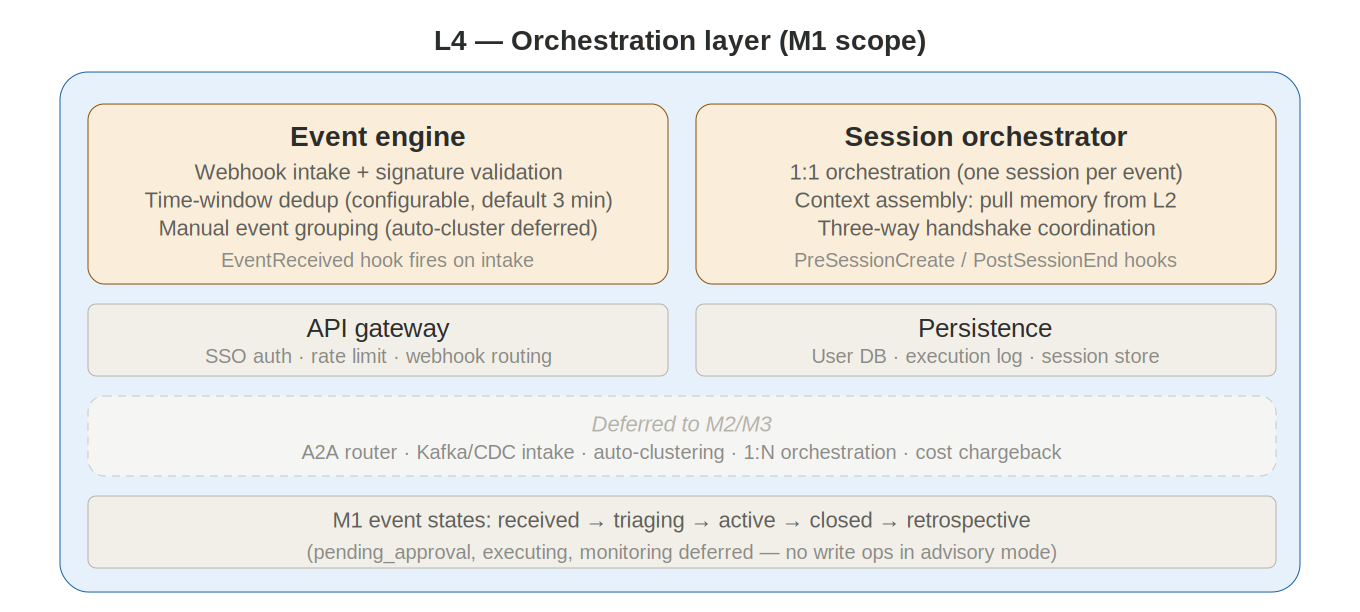 L4 — Orchestration layer (M1 scope)
Event engine
Webhook intake + signature validation
Time-window dedup (configurable, default 3 min)
Manual event grouping (auto-cluster deferred)
EventReceived hook fires on intake
Session orchestrator
1:1 orchestration (one session per event)
Context assembly: pull memory from L2
Three-way handshake coordination
PreSessionCreate / PostSessionEnd hooks
API gateway
SSO auth · rate limit · webhook routing
Persistence
User DB · execution log · session store
Deferred to M2/M3
A2A router · Kafka/CDC intake · auto-clustering · 1:N orchestration · cost chargeback
M1 event states: received → triaging → active → closed → retrospective
(pending_approval, executing, monitoring deferred — no write ops in advisory mode)